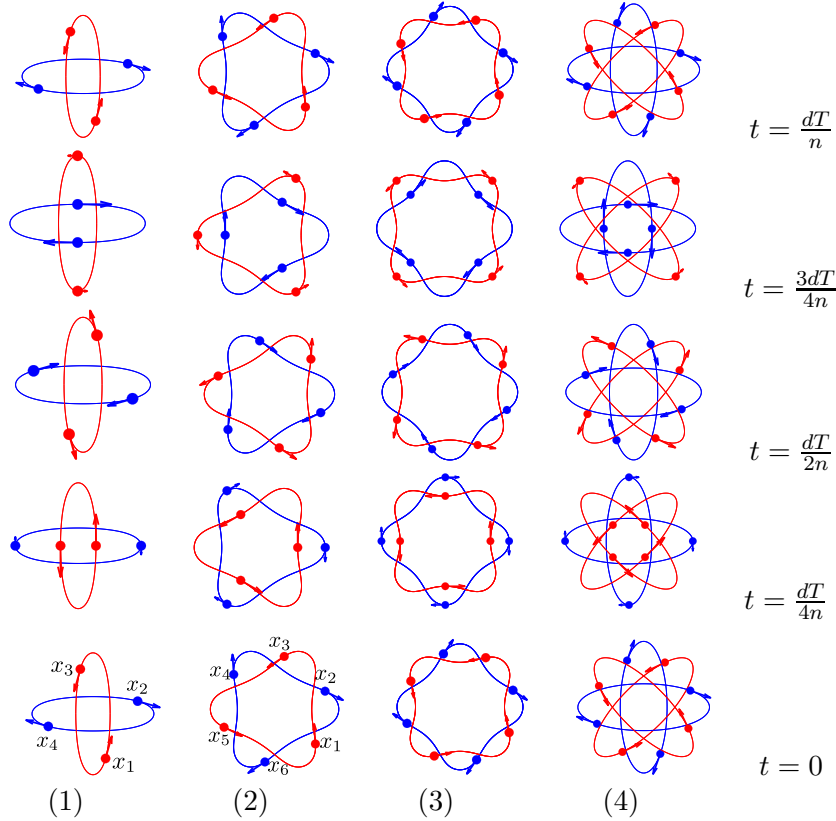 t = dT/n
t = 3dT/4n
t = dT/2n
t = dT/4n
x₃ x₂ x₄ x₁
x₃ x₄ x₂ x₅ x₁ x₆
t = 0
(1) (2) (3) (4)